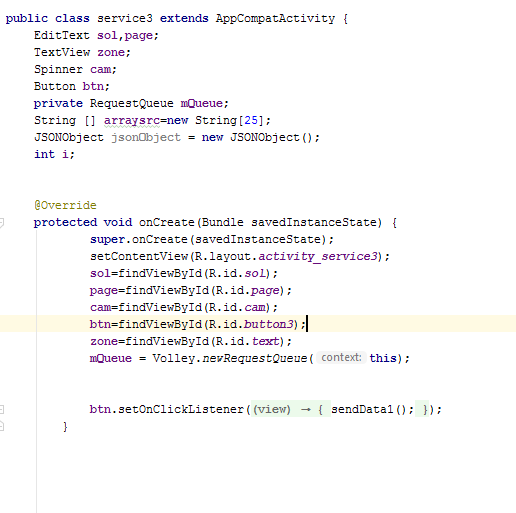 public class service3 extends AppCompatActivity {
EditText sol,page;
TextView zone;
Spinner cam;
Button btn;
private RequestQueue mQueue;
String [] arraysrc=new String[25];
JSONObject jsonObject = new JSONObject();
int i;
@Override
protected void onCreate(Bundle savedInstanceState) {
super.onCreate(savedInstanceState);
setContentView(R.layout.activity_service3);
sol=findViewById(R.id.sol);
page=findViewById(R.id.page);
cam=findViewById(R.id.cam);
btn=findViewById(R.id.button3);
zone=findViewById(R.id.text);
mQueue = Volley.newRequestQueue( context: this);
btn.setOnClickListener((view) → { sendData1(); });
}